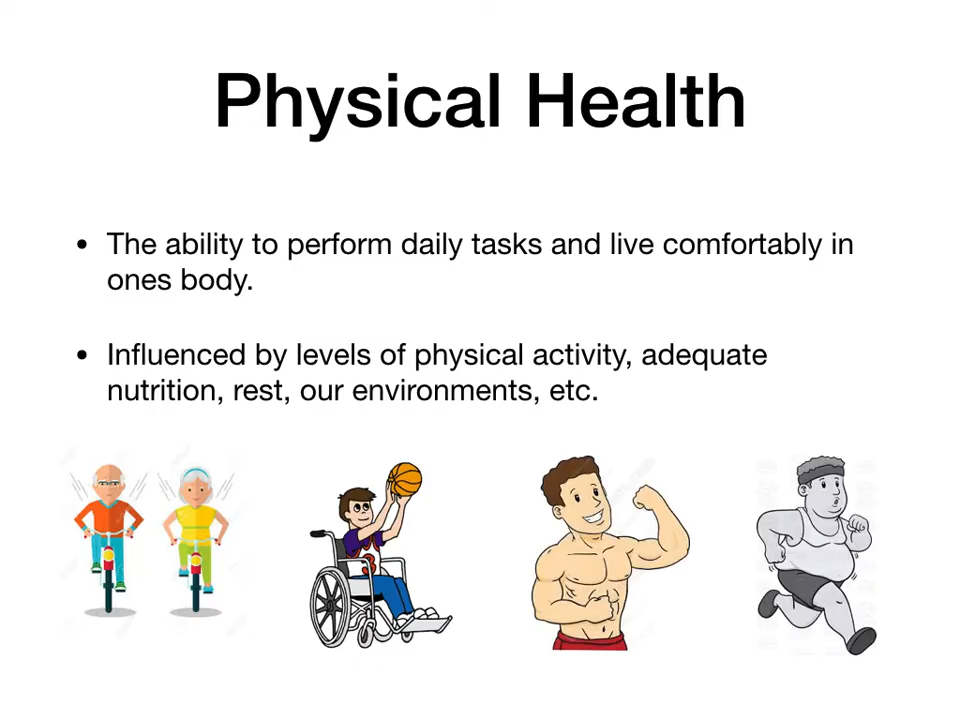 Physical Health
• The ability to perform daily tasks and live comfortably in
ones body.
• Influenced by levels of physical activity, adequate
nutrition, rest, our environments, etc.